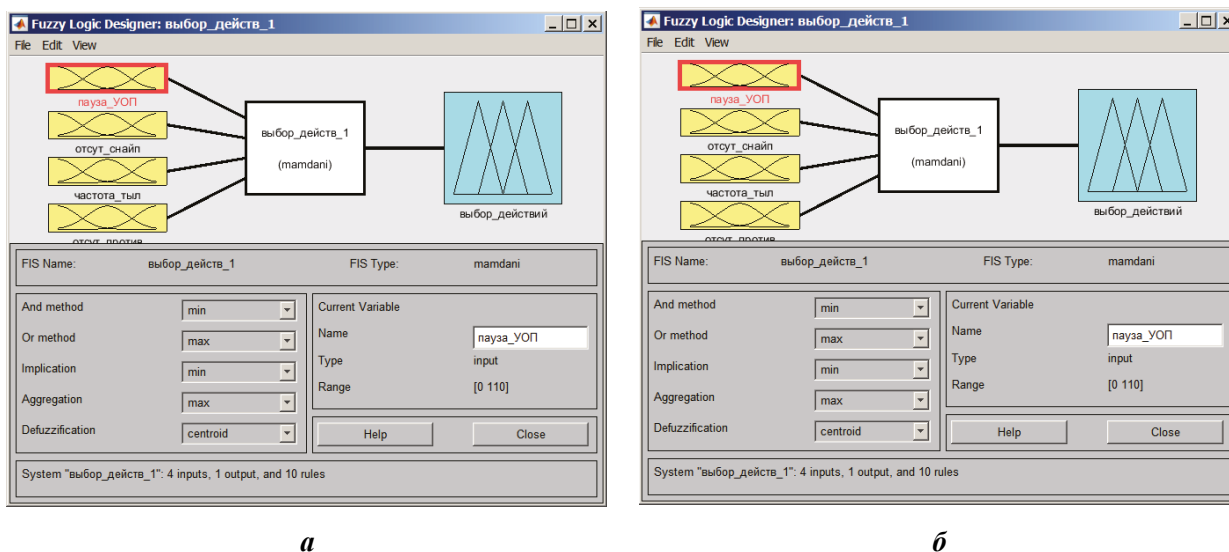 Fuzzy Logic Designer: выбор_действ_1
File Edit View
пауза_УОП
отсут_снайп
частота_тыл
отсут_против
выбор_действ_1
(mamdani)
выбор_действий
FIS Name: выбор_действ_1 FIS Type: mamdani
And method min
Or method max
Implication min
Aggregation max
Defuzzification centroid
Current Variable
Name пауза_УОП
Type input
Range [0 110]
Help Close
System "выбор_действ_1": 4 inputs, 1 output, and 10 rules
а
Fuzzy Logic Designer: выбор_действ_1
File Edit View
пауза_УОП
отсут_снайп
частота_тыл
отсут_против
выбор_действ_1
(mamdani)
выбор_действий
FIS Name: выбор_действ_1 FIS Type: mamdani
And method min
Or method max
Implication min
Aggregation max
Defuzzification centroid
Current Variable
Name пауза_УОП
Type input
Range [0 110]
Help Close
System "выбор_действ_1": 4 inputs, 1 output, and 10 rules
б